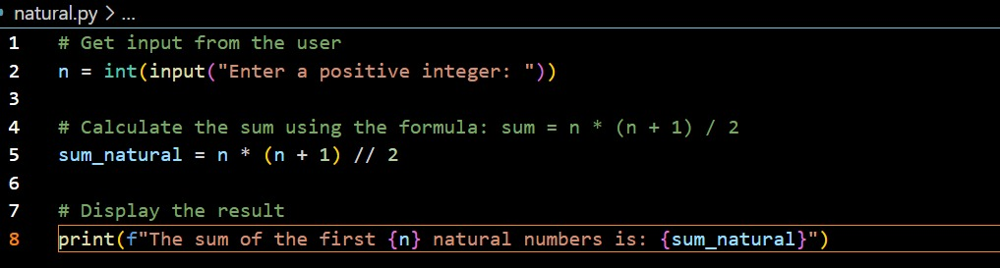 natural.py > ...
1 # Get input from the user
2 n = int(input("Enter a positive integer: "))
3
4 # Calculate the sum using the formula: sum = n * (n + 1) / 2
5 sum_natural = n * (n + 1) // 2
6
7 # Display the result
8 print(f"The sum of the first {n} natural numbers is: {sum_natural}")